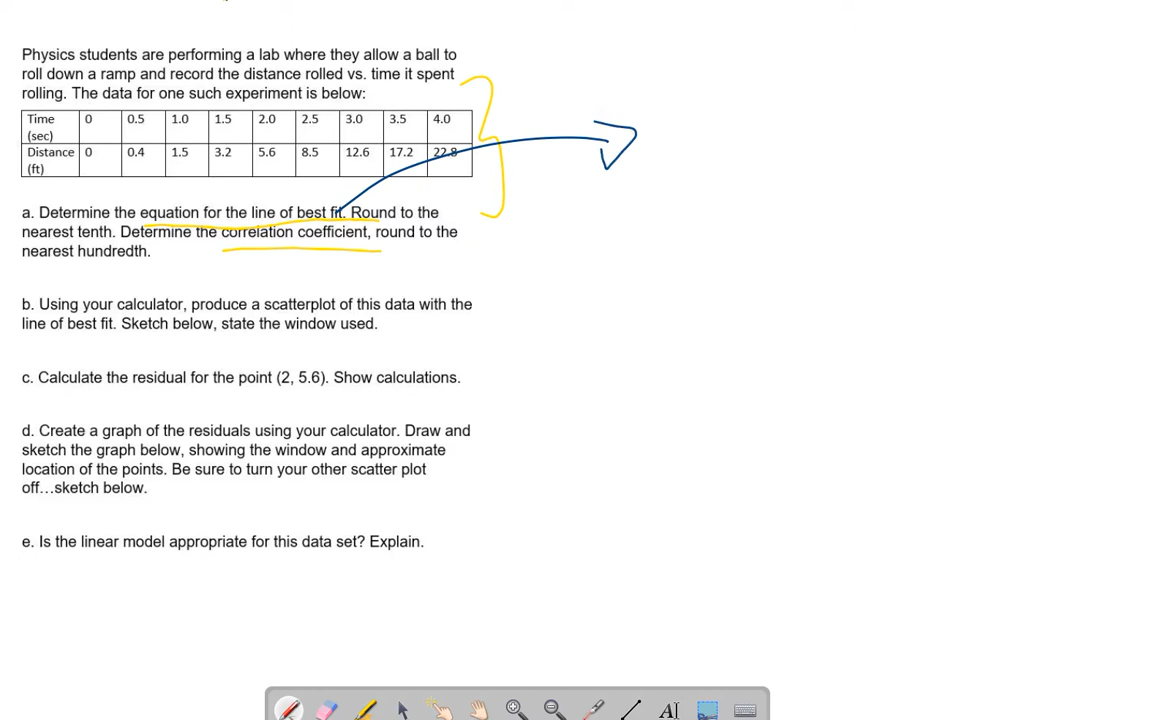 Physics students are performing a lab where they allow a ball to
roll down a ramp and record the distance rolled vs. time it spent
rolling. The data for one such experiment is below:
Time (sec) 0 0.5 1.0 1.5 2.0 2.5 3.0 3.5 4.0
Distance (ft) 0 0.4 1.5 3.2 5.6 8.5 12.6 17.2 22.8
a. Determine the equation for the line of best fit. Round to the
nearest tenth. Determine the correlation coefficient, round to the
nearest hundredth.
b. Using your calculator, produce a scatterplot of this data with the
line of best fit. Sketch below, state the window used.
c. Calculate the residual for the point (2, 5.6). Show calculations.
d. Create a graph of the residuals using your calculator. Draw and
sketch the graph below, showing the window and approximate
location of the points. Be sure to turn your other scatter plot
off…sketch below.
e. Is the linear model appropriate for this data set? Explain.
A